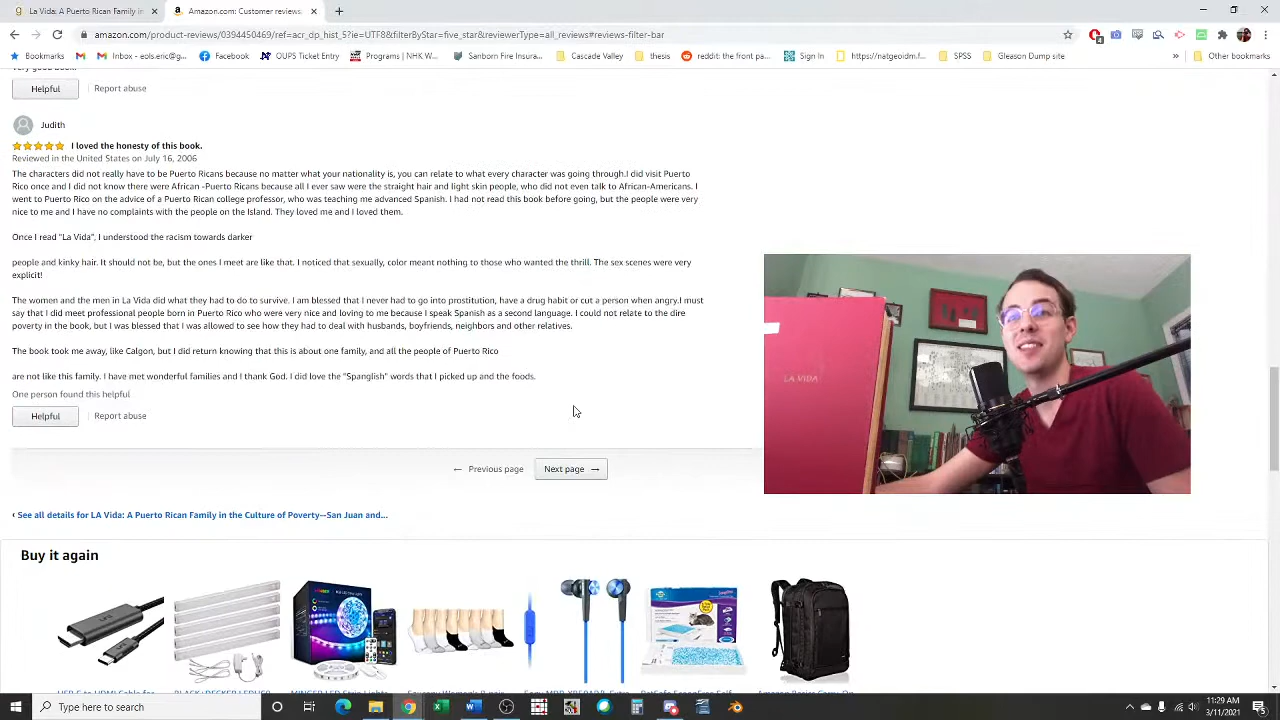 La Vida: A Puerto Rican Family in
Amazon.com: Customer reviews:
amazon.com/product-reviews/0394450469/ref=acr_dp_hist_5?ie=UTF8&filterByStar=five_star&reviewerType=all_reviews#reviews-filter-bar
Bookmarks
Inbox - eols.eric@g...
Facebook
OUPS Ticket Entry
Programs | NHK W...
Sanborn Fire Insura...
Cascade Valley
thesis
reddit: the front pa...
Sign In
https://natgeoidm.f...
SPSS
Gleason Dump site
»
Other bookmarks
Helpful
Report abuse
Judith
I loved the honesty of this book.
Reviewed in the United States on July 16, 2006
The characters did not really have to be Puerto Ricans because no matter what your nationality is, you can relate to what every character was going through.I did visit Puerto
Rico once and I did not know there were African -Puerto Ricans because all I ever saw were the straight hair and light skin people, who did not even talk to African-Americans. I
went to Puerto Rico on the advice of a Puerto Rican college professor, who was teaching me advanced Spanish. I had not read this book before going, but the people were very
nice to me and I have no complaints with the people on the Island. They loved me and I loved them.
Once I read "La Vida", I understood the racism towards darker
people and kinky hair. It should not be, but the ones I meet are like that. I noticed that sexually, color meant nothing to those who wanted the thrill. The sex scenes were very
explicit!
The women and the men in La Vida did what they had to do to survive. I am blessed that I never had to go into prostitution, have a drug habit or cut a person when angry.I must
say that I did meet professional people born in Puerto Rico who were very nice and loving to me because I speak Spanish as a second language. I could not relate to the dire
poverty in the book, but I was blessed that I was allowed to see how they had to deal with husbands, boyfriends, neighbors and other relatives.
The book took me away, like Calgon, but I did return knowing that this is about one family, and all the people of Puerto Rico
are not like this family. I have met wonderful families and I thank God. I did love the "Spanglish" words that I picked up and the foods.
One person found this helpful
Helpful
Report abuse
LA VIDA
← Previous page
Next page →
‹ See all details for LA Vida: A Puerto Rican Family in the Culture of Poverty--San Juan and...
Buy it again
Type here to search
11:29 AM
3/11/2021